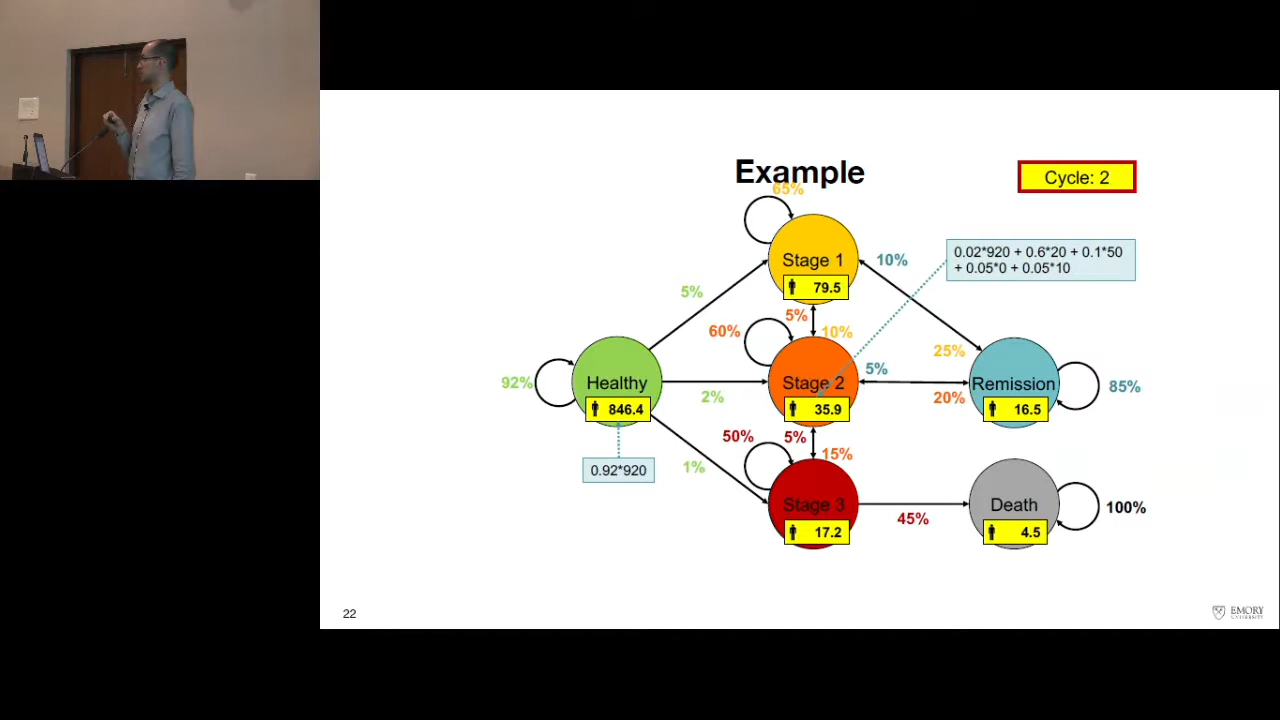 Example
Cycle: 2
65%
Stage 1
79.5
0.02*920 + 0.6*20 + 0.1*50
+ 0.05*0 + 0.05*10
10%
5%
5%
10%
60%
25%
92%
Healthy
846.4
2%
Stage 2
35.9
5%
20%
Remission
16.5
85%
0.92*920
1%
50%
5%
15%
Stage 3
17.2
45%
Death
4.5
100%
22
EMORY
UNIVERSITY